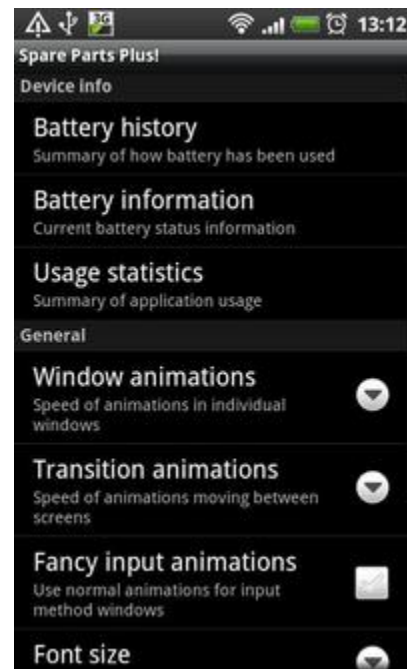 3G
13:12
Spare Parts Plus!
Device info
Battery history
Summary of how battery has been used
Battery information
Current battery status information
Usage statistics
Summary of application usage
General
Window animations
Speed of animations in individual
windows
Transition animations
Speed of animations moving between
screens
Fancy input animations
Use normal animations for input
method windows
Font size